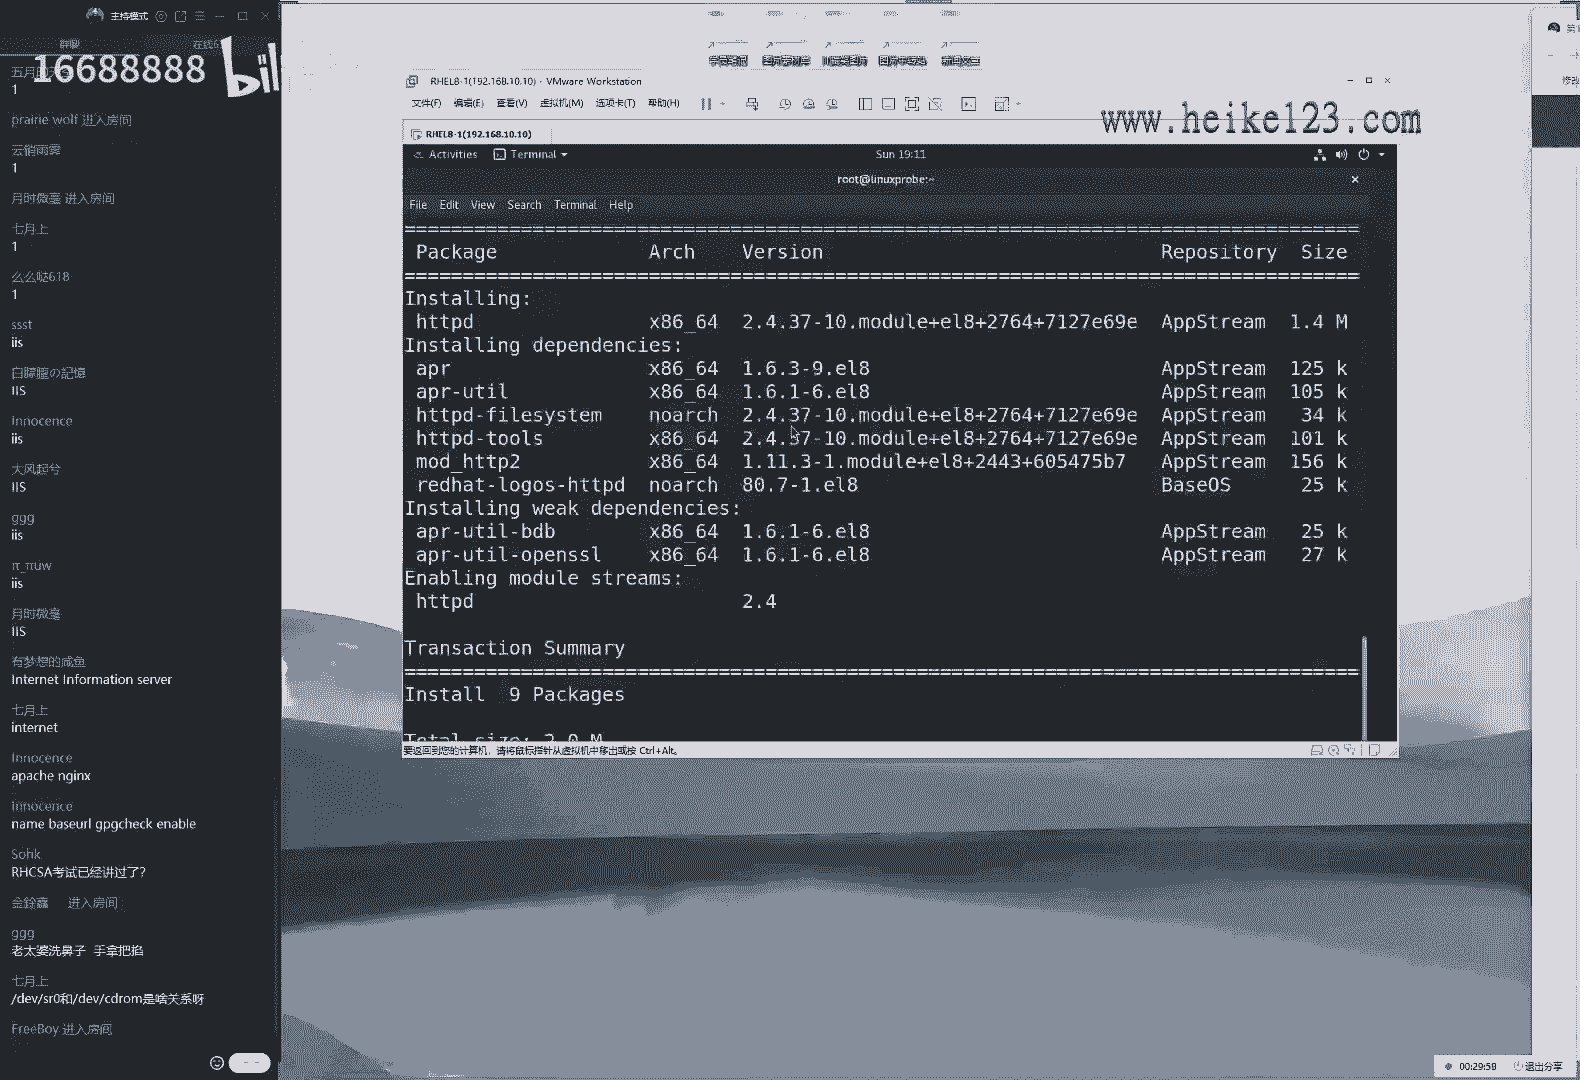 主持模式
16688888
bil
群聊
1
prairie wolf 进入房间
云俏雨霁
1
月时微毫 进入房间
七月上
1
么么哒618
1
ssst
iis
IIS
Innocence
iis
大风起兮
IIS
ggg
iis
iis
月时微毫
IIS
有梦想的咸鱼
Internet Information server
七月上
internet
Innocence
apache nginx
Innocence
name baseurl gpgcheck enable
Sohk
RHCSA考试已经讲过了?
金銓鑫 进入房间
ggg
老太婆洗鼻子 手拿把掐
七月上
/dev/sr0和/dev/cdrom是啥关系呀
FreeBoy 进入房间
RHEL8-1(192.168.10.10) - VMware Workstation
文件(F) 编辑(E) 查看(V) 虚拟机(M) 选项卡(T) 帮助(H)
www.heike123.com
RHEL8-1(192.168.10.10)
Activities Terminal Sun 19:11
root@linuxprobe:~
File Edit View Search Terminal Help
Package Arch Version Repository Size
Installing:
httpd x86_64 2.4.37-10.module+el8+2764+7127e69e AppStream 1.4 M
Installing dependencies:
apr x86_64 1.6.3-9.el8 AppStream 125 k
apr-util x86_64 1.6.1-6.el8 AppStream 105 k
httpd-filesystem noarch 2.4.37-10.module+el8+2764+7127e69e AppStream 34 k
httpd-tools x86_64 2.4.37-10.module+el8+2764+7127e69e AppStream 101 k
mod_http2 x86_64 1.11.3-1.module+el8+2443+605475b7 AppStream 156 k
redhat-logos-httpd noarch 80.7-1.el8 BaseOS 25 k
Installing weak dependencies:
apr-util-bdb x86_64 1.6.1-6.el8 AppStream 25 k
apr-util-openssl x86_64 1.6.1-6.el8 AppStream 27 k
Enabling module streams:
httpd 2.4
Transaction Summary
Install 9 Packages
Total size: 2.0 M
要返回到您的计算机，请将鼠标指针从虚拟机中移出或按 Ctrl+Alt。
修改
00:29:58 退出分享